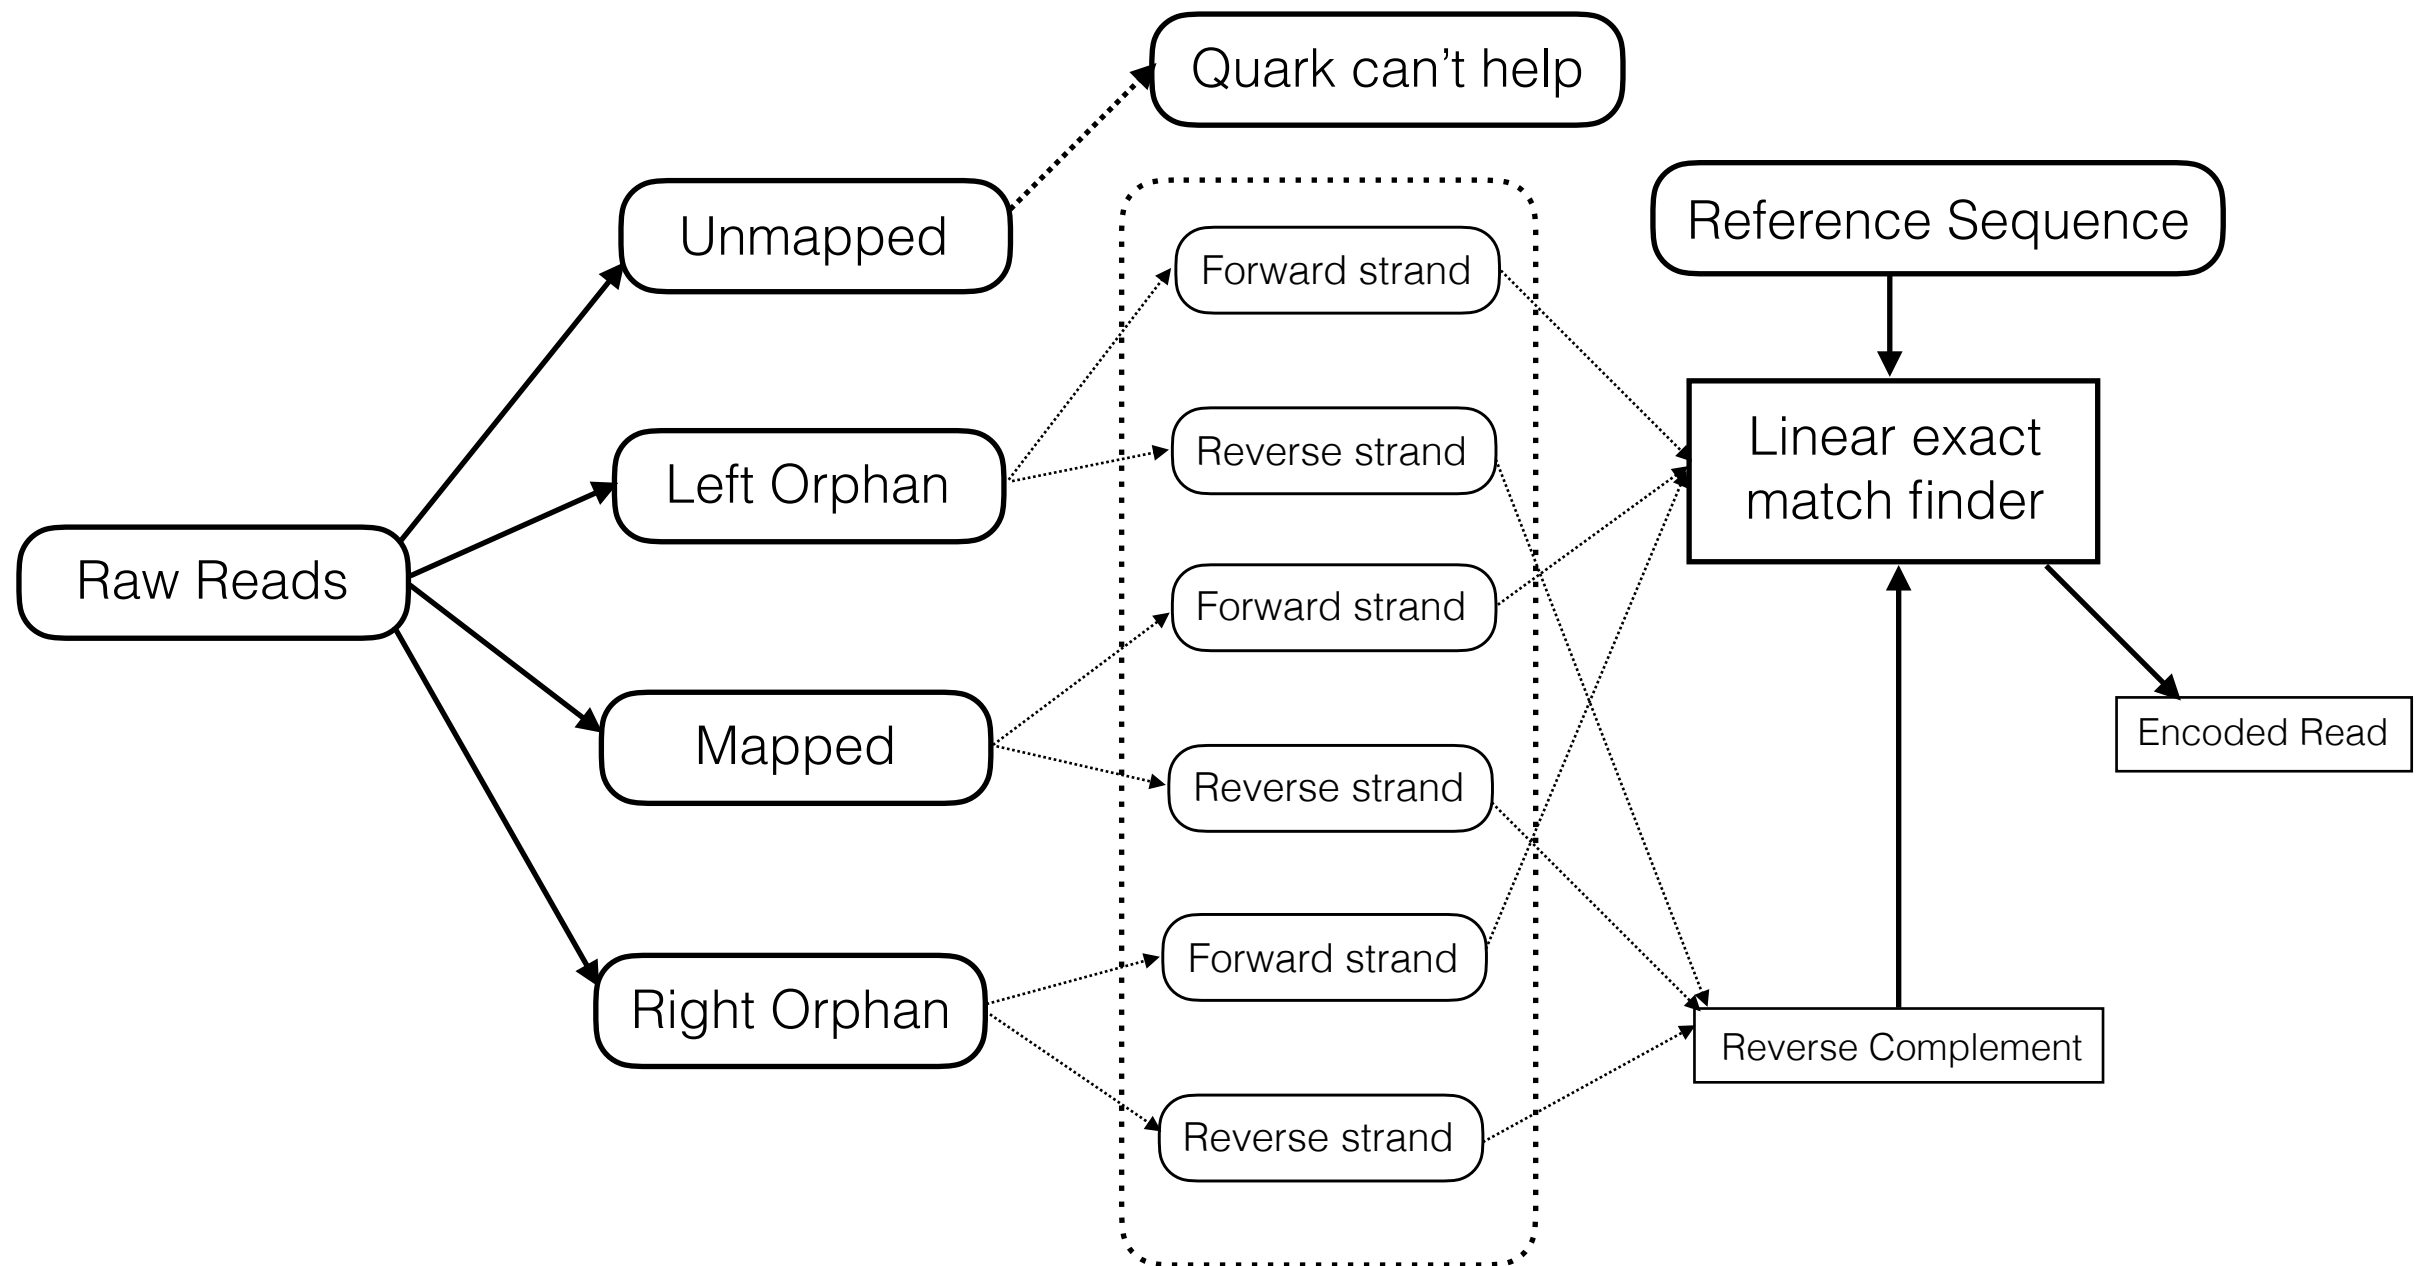 Quark can’t help
Unmapped
Reference Sequence
Forward strand
Reverse strand
Linear exact
match finder
Left Orphan
Raw Reads
Forward strand
Mapped
Reverse strand
Encoded Read
Forward strand
Right Orphan
Reverse Complement
Reverse strand